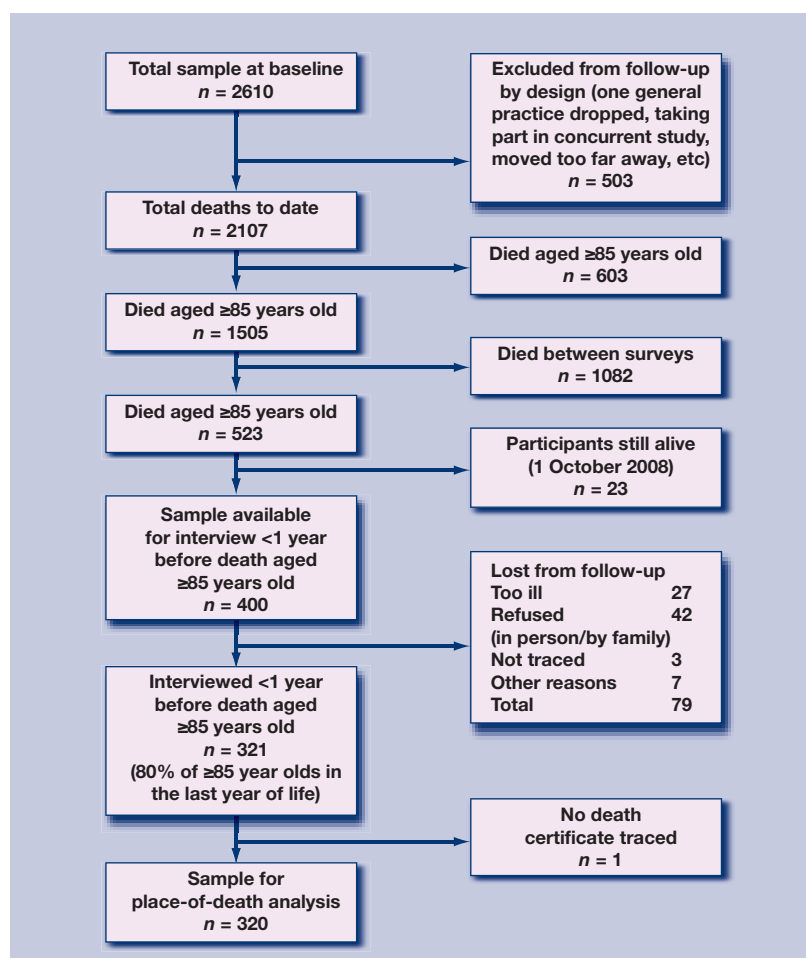 Total sample at baseline
n = 2610
Excluded from follow-up
by design (one general
practice dropped, taking
part in concurrent study,
moved too far away, etc)
n = 503
Total deaths to date
n = 2107
Died aged ≥85 years old
n = 603
Died aged ≥85 years old
n = 1505
Died between surveys
n = 1082
Died aged ≥85 years old
n = 523
Participants still alive
(1 October 2008)
n = 23
Sample available
for interview <1 year
before death aged
≥85 years old
n = 400
Lost from follow-up
Too ill 27
Refused 42
(in person/by family)
Not traced 3
Other reasons 7
Total 79
Interviewed <1 year
before death aged
≥85 years old
n = 321
(80% of ≥85 year olds in
the last year of life)
No death
certificate traced
n = 1
Sample for
place-of-death analysis
n = 320